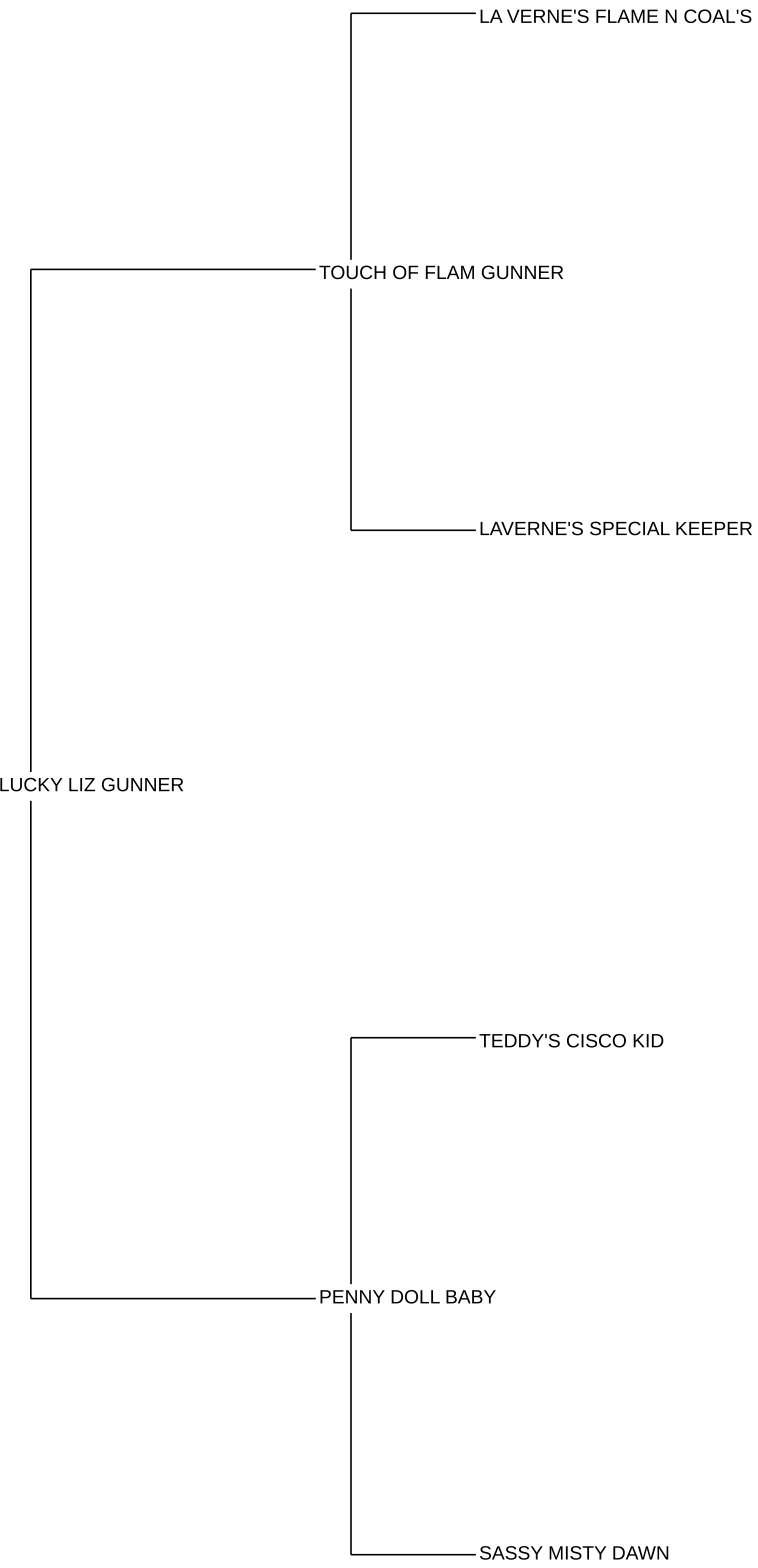 LA VERNE'S FLAME N COAL'S
TOUCH OF FLAM GUNNER
LAVERNE'S SPECIAL KEEPER
LUCKY LIZ GUNNER
TEDDY'S CISCO KID
PENNY DOLL BABY
SASSY MISTY DAWN